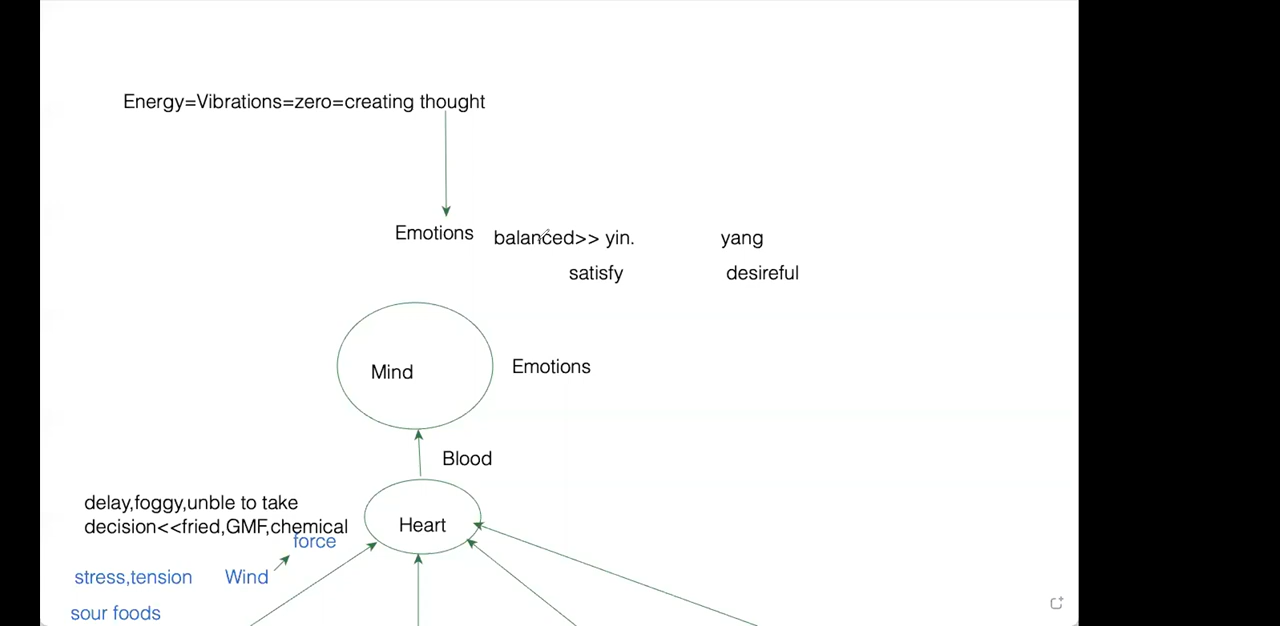 Energy=Vibrations=zero=creating thought
Emotions balanced>> yin. yang
satisfy desireful
Mind Emotions
Blood
delay,foggy,unble to take
decision<<fried,GMF,chemical
Heart
force
stress,tension Wind
sour foods